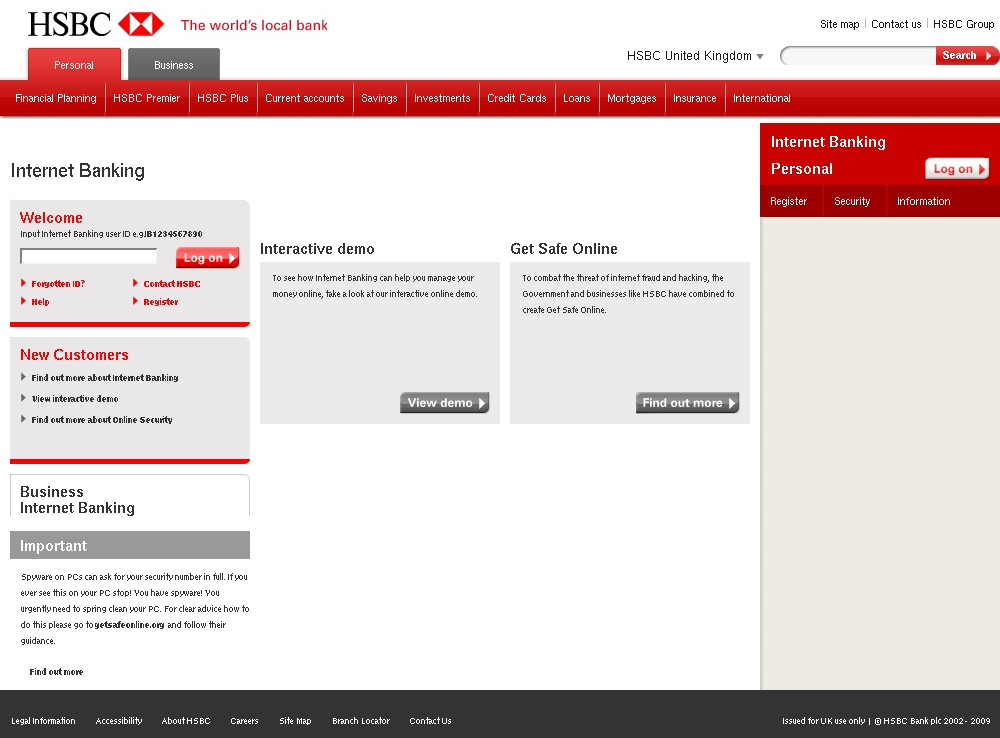 HSBC The world's local bank
Site map Contact us HSBC Group
HSBC United Kingdom Search
Personal Business
Financial Planning HSBC Premier HSBC Plus Current accounts Savings Investments Credit Cards Loans Mortgages Insurance International
Internet Banking
Welcome
Input Internet Banking user ID e.g.IB1234567890
Log on
Forgotten ID? Contact HSBC
Help Register
New Customers
Find out more about Internet Banking
View interactive demo
Find out more about Online Security
Business
Internet Banking
Important
Spyware on PCs can ask for your security number in full. If you
ever see this on your PC stop! You have spyware! You
urgently need to spring clean your PC. For clear advice how to
do this please go to getsafeonline.org and follow their
guidance.
Find out more
Interactive demo
To see how Internet Banking can help you manage your
money online, take a look at our interactive online demo.
View demo
Get Safe Online
To combat the threat of internet fraud and hacking, the
Government and businesses like HSBC have combined to
create Get Safe Online.
Find out more
Internet Banking
Personal Log on
Register Security Information
Legal Information Accessibility About HSBC Careers Site Map Branch Locator Contact Us
Issued for UK use only | © HSBC Bank plc 2002 - 2009